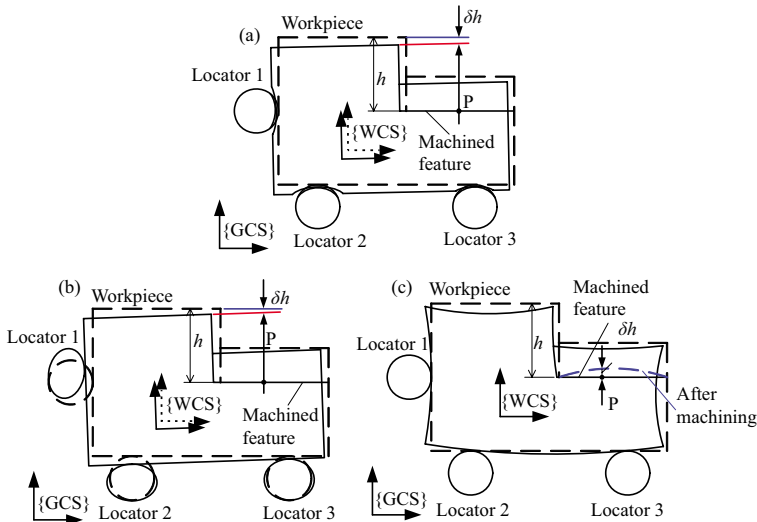 (a)
Workpiece
δh
Locator 1
h
P
{WCS}
Machined
feature
{GCS}
Locator 2
Locator 3
(b)
Workpiece
δh
Locator 1
h
P
{WCS}
Machined
feature
{GCS}
Locator 2
Locator 3
(c)
Workpiece
Machined
feature
δh
Locator 1
h
After
machining
{WCS}
P
{GCS}
Locator 2
Locator 3